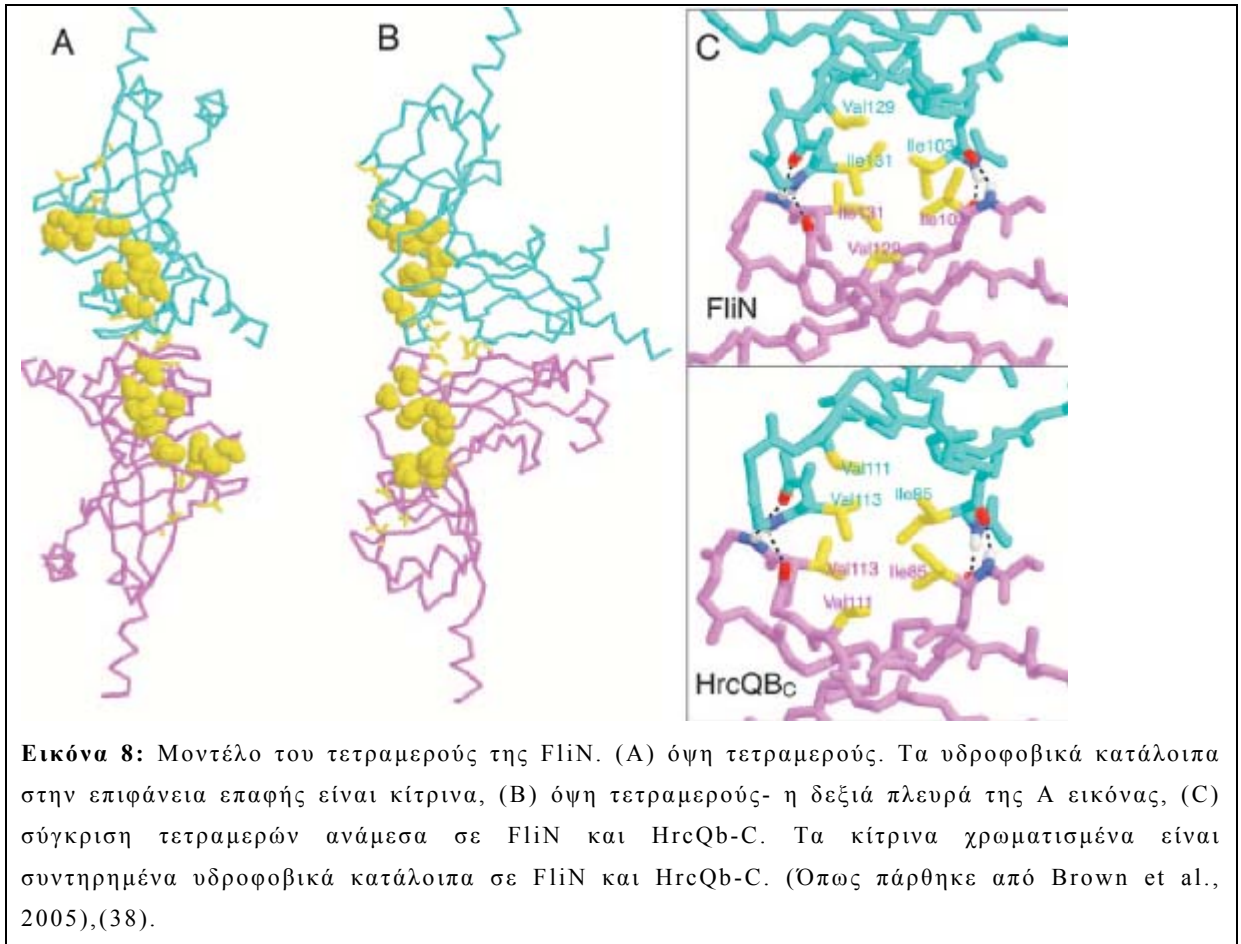 A
B
C
Val129
Ile103
Ile131
Ile131
Ile10
Val129
FliN
Val111
Val113 Ile85
Val113 Ile85
Val111
HrcQBC
Εικόνα 8: Μοντέλο του τετραμερούς της FliN. (A) όψη τετραμερούς. Τα υδροφοβικά κατάλοιπα
στην επιφάνεια επαφής είναι κίτρινα, (B) όψη τετραμερούς- η δεξιά πλευρά της Α εικόνας, (C)
σύγκριση τετραμερών ανάμεσα σε FliN και HrcQb-C. Τα κίτρινα χρωματισμένα είναι
συντηρημένα υδροφοβικά κατάλοιπα σε FliN και HrcQb-C. (Όπως πάρθηκε από Brown et al.,
2005),(38).